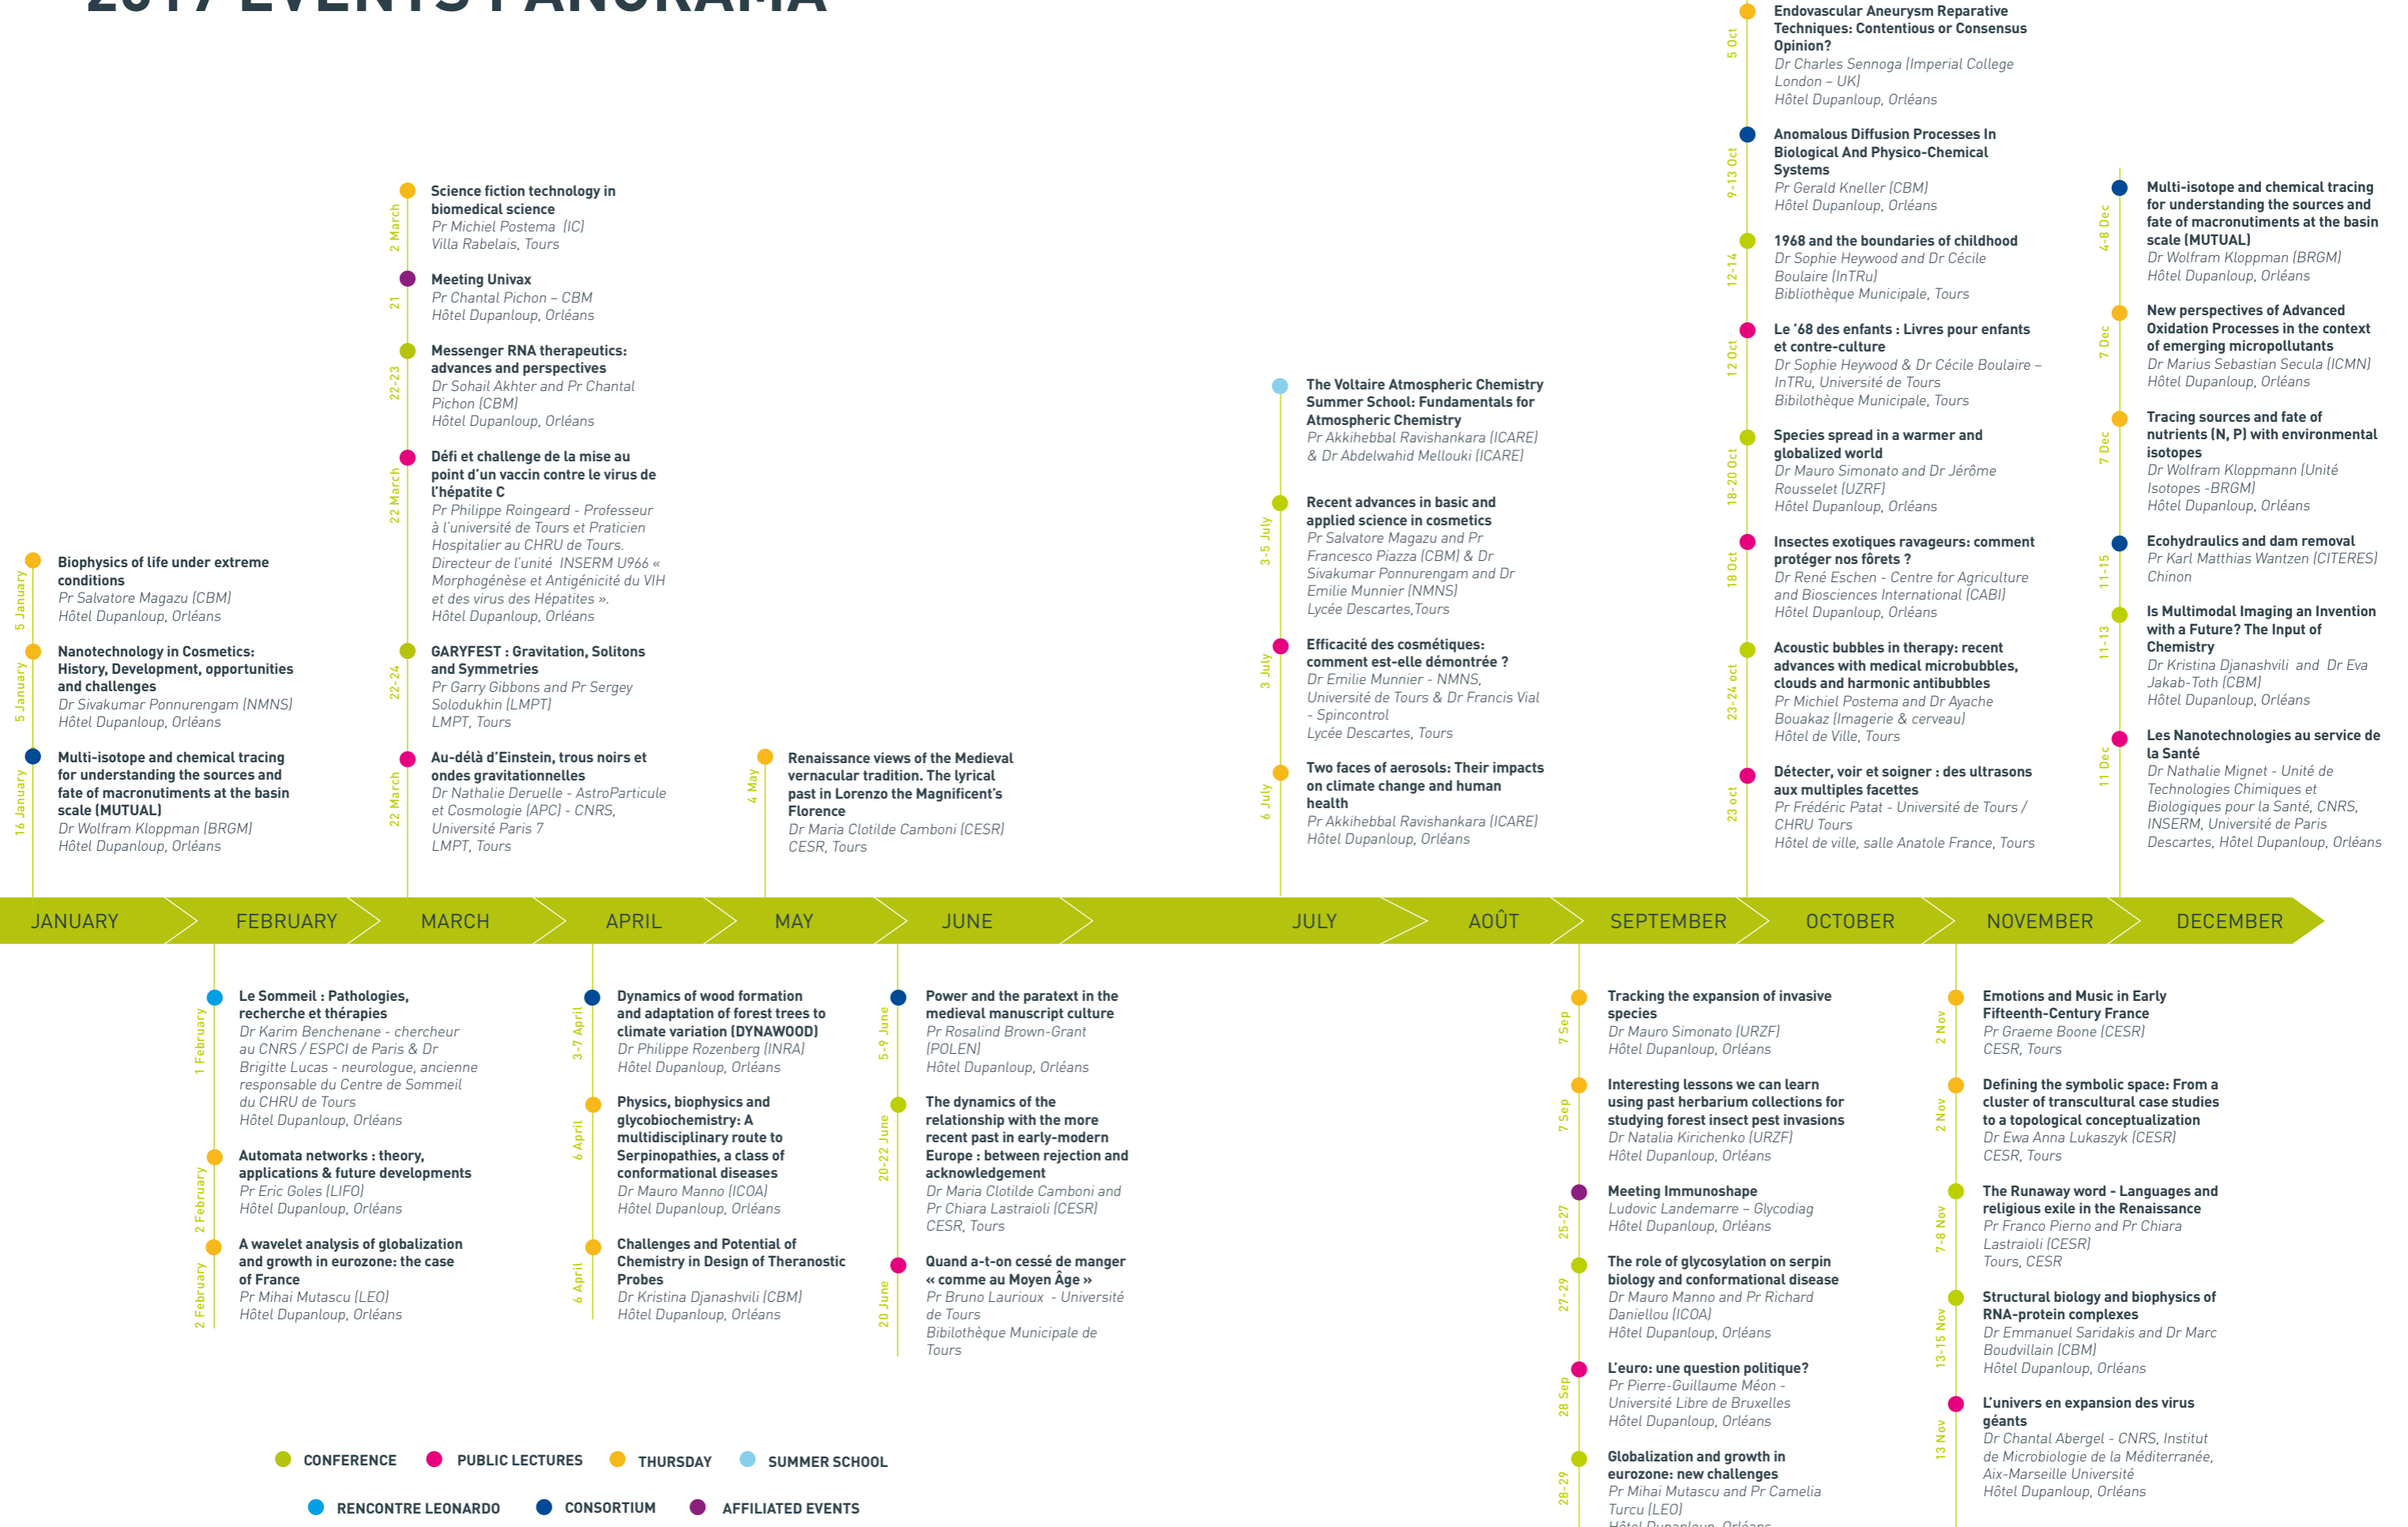 2017 EVENTS PANORAMA
5 January
Biophysics of life under extreme
conditions
Pr Salvatore Magazu (CBM)
Hôtel Dupanloup, Orléans
5 January
Nanotechnology in Cosmetics:
History, Development, opportunities
and challenges
Dr Sivakumar Ponnurengam (NMNS)
Hôtel Dupanloup, Orléans
16 January
Multi-isotope and chemical tracing
for understanding the sources and
fate of macronutiments at the basin
scale (MUTUAL)
Dr Wolfram Kloppman (BRGM)
Hôtel Dupanloup, Orléans
2 March
Science fiction technology in
biomedical science
Pr Michiel Postema (IC)
Villa Rabelais, Tours
21
Meeting Univax
Pr Chantal Pichon – CBM
Hôtel Dupanloup, Orléans
22-23
Messenger RNA therapeutics:
advances and perspectives
Dr Sohail Akhter and Pr Chantal
Pichon (CBM)
Hôtel Dupanloup, Orléans
22 March
Défi et challenge de la mise au
point d'un vaccin contre le virus de
l'hépatite C
Pr Philippe Roingeard - Professeur
à l'université de Tours et Praticien
Hospitalier au CHRU de Tours.
Directeur de l'unité INSERM U966 «
Morphogénèse et Antigénicité du VIH
et des virus des Hépatites ».
Hôtel Dupanloup, Orléans
22-24
GARYFEST : Gravitation, Solitons
and Symmetries
Pr Garry Gibbons and Pr Sergey
Solodukhin (LMPT)
LMPT, Tours
22 March
Au-délà d'Einstein, trous noirs et
ondes gravitationnelles
Dr Nathalie Deruelle - AstroParticule
et Cosmologie (APC) - CNRS,
Université Paris 7
LMPT, Tours
4 May
Renaissance views of the Medieval
vernacular tradition. The lyrical
past in Lorenzo the Magnificent's
Florence
Dr Maria Clotilde Camboni (CESR)
CESR, Tours
The Voltaire Atmospheric Chemistry
Summer School: Fundamentals for
Atmospheric Chemistry
Pr Akkihebbal Ravishankara (ICARE)
& Dr Abdelwahid Mellouki (ICARE)
3-5 July
Recent advances in basic and
applied science in cosmetics
Pr Salvatore Magazu and Pr
Francesco Piazza (CBM) & Dr
Sivakumar Ponnurengam and Dr
Emilie Munnier (NMNS)
Lycée Descartes,Tours
3 July
Efficacité des cosmétiques:
comment est-elle démontrée ?
Dr Emilie Munnier - NMNS,
Université de Tours & Dr Francis Vial
- Spincontrol
Lycée Descartes, Tours
6 July
Two faces of aerosols: Their impacts
on climate change and human
health
Pr Akkihebbal Ravishankara (ICARE)
Hôtel Dupanloup, Orléans
5 Oct
Endovascular Aneurysm Reparative
Techniques: Contentious or Consensus
Opinion?
Dr Charles Sennoga (Imperial College
London – UK)
Hôtel Dupanloup, Orléans
9-13 Oct
Anomalous Diffusion Processes In
Biological And Physico-Chemical
Systems
Pr Gerald Kneller (CBM)
Hôtel Dupanloup, Orléans
12-14
1968 and the boundaries of childhood
Dr Sophie Heywood and Dr Cécile
Boulaire (InTRu)
Bibliothèque Municipale, Tours
12 Oct
Le '68 des enfants : Livres pour enfants
et contre-culture
Dr Sophie Heywood & Dr Cécile Boulaire –
InTRu, Université de Tours
Bibilothèque Municipale, Tours
18-20 Oct
Species spread in a warmer and
globalized world
Dr Mauro Simonato and Dr Jérôme
Rousselet (UZRF)
Hôtel Dupanloup, Orléans
18 Oct
Insectes exotiques ravageurs: comment
protéger nos fôrets ?
Dr René Eschen - Centre for Agriculture
and Biosciences International (CABI)
Hôtel Dupanloup, Orléans
23-24 oct
Acoustic bubbles in therapy: recent
advances with medical microbubbles,
clouds and harmonic antibubbles
Pr Michiel Postema and Dr Ayache
Bouakaz (Imagerie & cerveau)
Hôtel de Ville, Tours
23 oct
Détecter, voir et soigner : des ultrasons
aux multiples facettes
Pr Frédéric Patat - Université de Tours /
CHRU Tours
Hôtel de ville, salle Anatole France, Tours
4-8 Dec
Multi-isotope and chemical tracing
for understanding the sources and
fate of macronutiments at the basin
scale (MUTUAL)
Dr Wolfram Kloppman (BRGM)
Hôtel Dupanloup, Orléans
7 Dec
New perspectives of Advanced
Oxidation Processes in the context
of emerging micropollutants
Dr Marius Sebastian Secula (ICMN)
Hôtel Dupanloup, Orléans
7 Dec
Tracing sources and fate of
nutrients (N, P) with environmental
isotopes
Dr Wolfram Kloppmann (Unité
Isotopes -BRGM)
Hôtel Dupanloup, Orléans
11-15
Ecohydraulics and dam removal
Pr Karl Matthias Wantzen (CITERES)
Chinon
11-13
Is Multimodal Imaging an Invention
with a Future? The Input of
Chemistry
Dr Kristina Djanashvili and Dr Eva
Jakab-Toth (CBM)
Hôtel Dupanloup, Orléans
11 Dec
Les Nanotechnologies au service de
la Santé
Dr Nathalie Mignet - Unité de
Technologies Chimiques et
Biologiques pour la Santé, CNRS,
INSERM, Université de Paris
Descartes, Hôtel Dupanloup, Orléans
JANUARY FEBRUARY MARCH APRIL MAY JUNE JULY AOÛT SEPTEMBER OCTOBER NOVEMBER DECEMBER
1 February
Le Sommeil : Pathologies,
recherche et thérapies
Dr Karim Benchenane - chercheur
au CNRS / ESPCI de Paris & Dr
Brigitte Lucas - neurologue, ancienne
responsable du Centre de Sommeil
du CHRU de Tours
Hôtel Dupanloup, Orléans
2 February
Automata networks : theory,
applications & future developments
Pr Eric Goles (LIFO)
Hôtel Dupanloup, Orléans
2 February
A wavelet analysis of globalization
and growth in eurozone: the case
of France
Pr Mihai Mutascu (LEO)
Hôtel Dupanloup, Orléans
3-7 April
Dynamics of wood formation
and adaptation of forest trees to
climate variation (DYNAWOOD)
Dr Philippe Rozenberg (INRA)
Hôtel Dupanloup, Orléans
6 April
Physics, biophysics and
glycobiochemistry: A
multidisciplinary route to
Serpinopathies, a class of
conformational diseases
Dr Mauro Manno (ICOA)
Hôtel Dupanloup, Orléans
6 April
Challenges and Potential of
Chemistry in Design of Theranostic
Probes
Dr Kristina Djanashvili (CBM)
Hôtel Dupanloup, Orléans
5-9 June
Power and the paratext in the
medieval manuscript culture
Pr Rosalind Brown-Grant
(POLEN)
Hôtel Dupanloup, Orléans
20-22 June
The dynamics of the
relationship with the more
recent past in early-modern
Europe : between rejection and
acknowledgement
Dr Maria Clotilde Camboni and
Pr Chiara Lastraioli (CESR)
CESR, Tours
20 June
Quand a-t-on cessé de manger
« comme au Moyen Âge »
Pr Bruno Laurioux - Université
de Tours
Bibilothèque Municipale de
Tours
7 Sep
Tracking the expansion of invasive
species
Dr Mauro Simonato (URZF)
Hôtel Dupanloup, Orléans
7 Sep
Interesting lessons we can learn
using past herbarium collections for
studying forest insect pest invasions
Dr Natalia Kirichenko (URZF)
Hôtel Dupanloup, Orléans
25-27
Meeting Immunoshape
Ludovic Landemarre – Glycodiag
Hôtel Dupanloup, Orléans
27-29
The role of glycosylation on serpin
biology and conformational disease
Dr Mauro Manno and Pr Richard
Daniellou (ICOA)
Hôtel Dupanloup, Orléans
28 Sep
L'euro: une question politique?
Pr Pierre-Guillaume Méon -
Université Libre de Bruxelles
Hôtel Dupanloup, Orléans
28-29
Globalization and growth in
eurozone: new challenges
Pr Mihai Mutascu and Pr Camelia
Turcu (LEO)
Hôtel Dupanloup, Orléans
2 Nov
Emotions and Music in Early
Fifteenth-Century France
Pr Graeme Boone (CESR)
CESR, Tours
2 Nov
Defining the symbolic space: From a
cluster of transcultural case studies
to a topological conceptualization
Dr Ewa Anna Lukaszyk (CESR)
CESR, Tours
7-8 Nov
The Runaway word - Languages and
religious exile in the Renaissance
Pr Franco Pierno and Pr Chiara
Lastraioli (CESR)
Tours, CESR
13-15 Nov
Structural biology and biophysics of
RNA-protein complexes
Dr Emmanuel Saridakis and Dr Marc
Boudvillain (CBM)
Hôtel Dupanloup, Orléans
13 Nov
L'univers en expansion des virus
géants
Dr Chantal Abergel - CNRS, Institut
de Microbiologie de la Méditerranée,
Aix-Marseille Université
Hôtel Dupanloup, Orléans
CONFERENCE PUBLIC LECTURES THURSDAY SUMMER SCHOOL
RENCONTRE LEONARDO CONSORTIUM AFFILIATED EVENTS